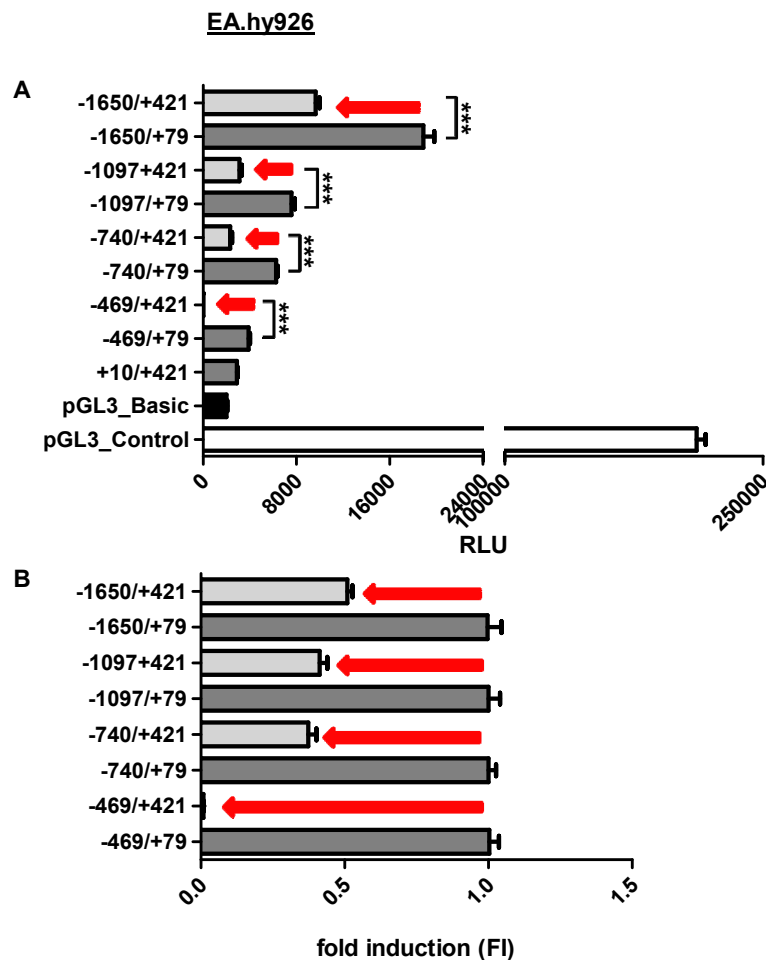 EA.hy926
A
-1650/+421
***
-1650/+79
-1097+421
***
-1097/+79
-740/+421
***
-740/+79
-469/+421
***
-469/+79
+10/+421
pGL3_Basic
pGL3_Control
0 8000 16000 24000 100000 250000
RLU
B
-1650/+421
-1650/+79
-1097+421
-1097/+79
-740/+421
-740/+79
-469/+421
-469/+79
0.0 0.5 1.0 1.5
fold induction (FI)